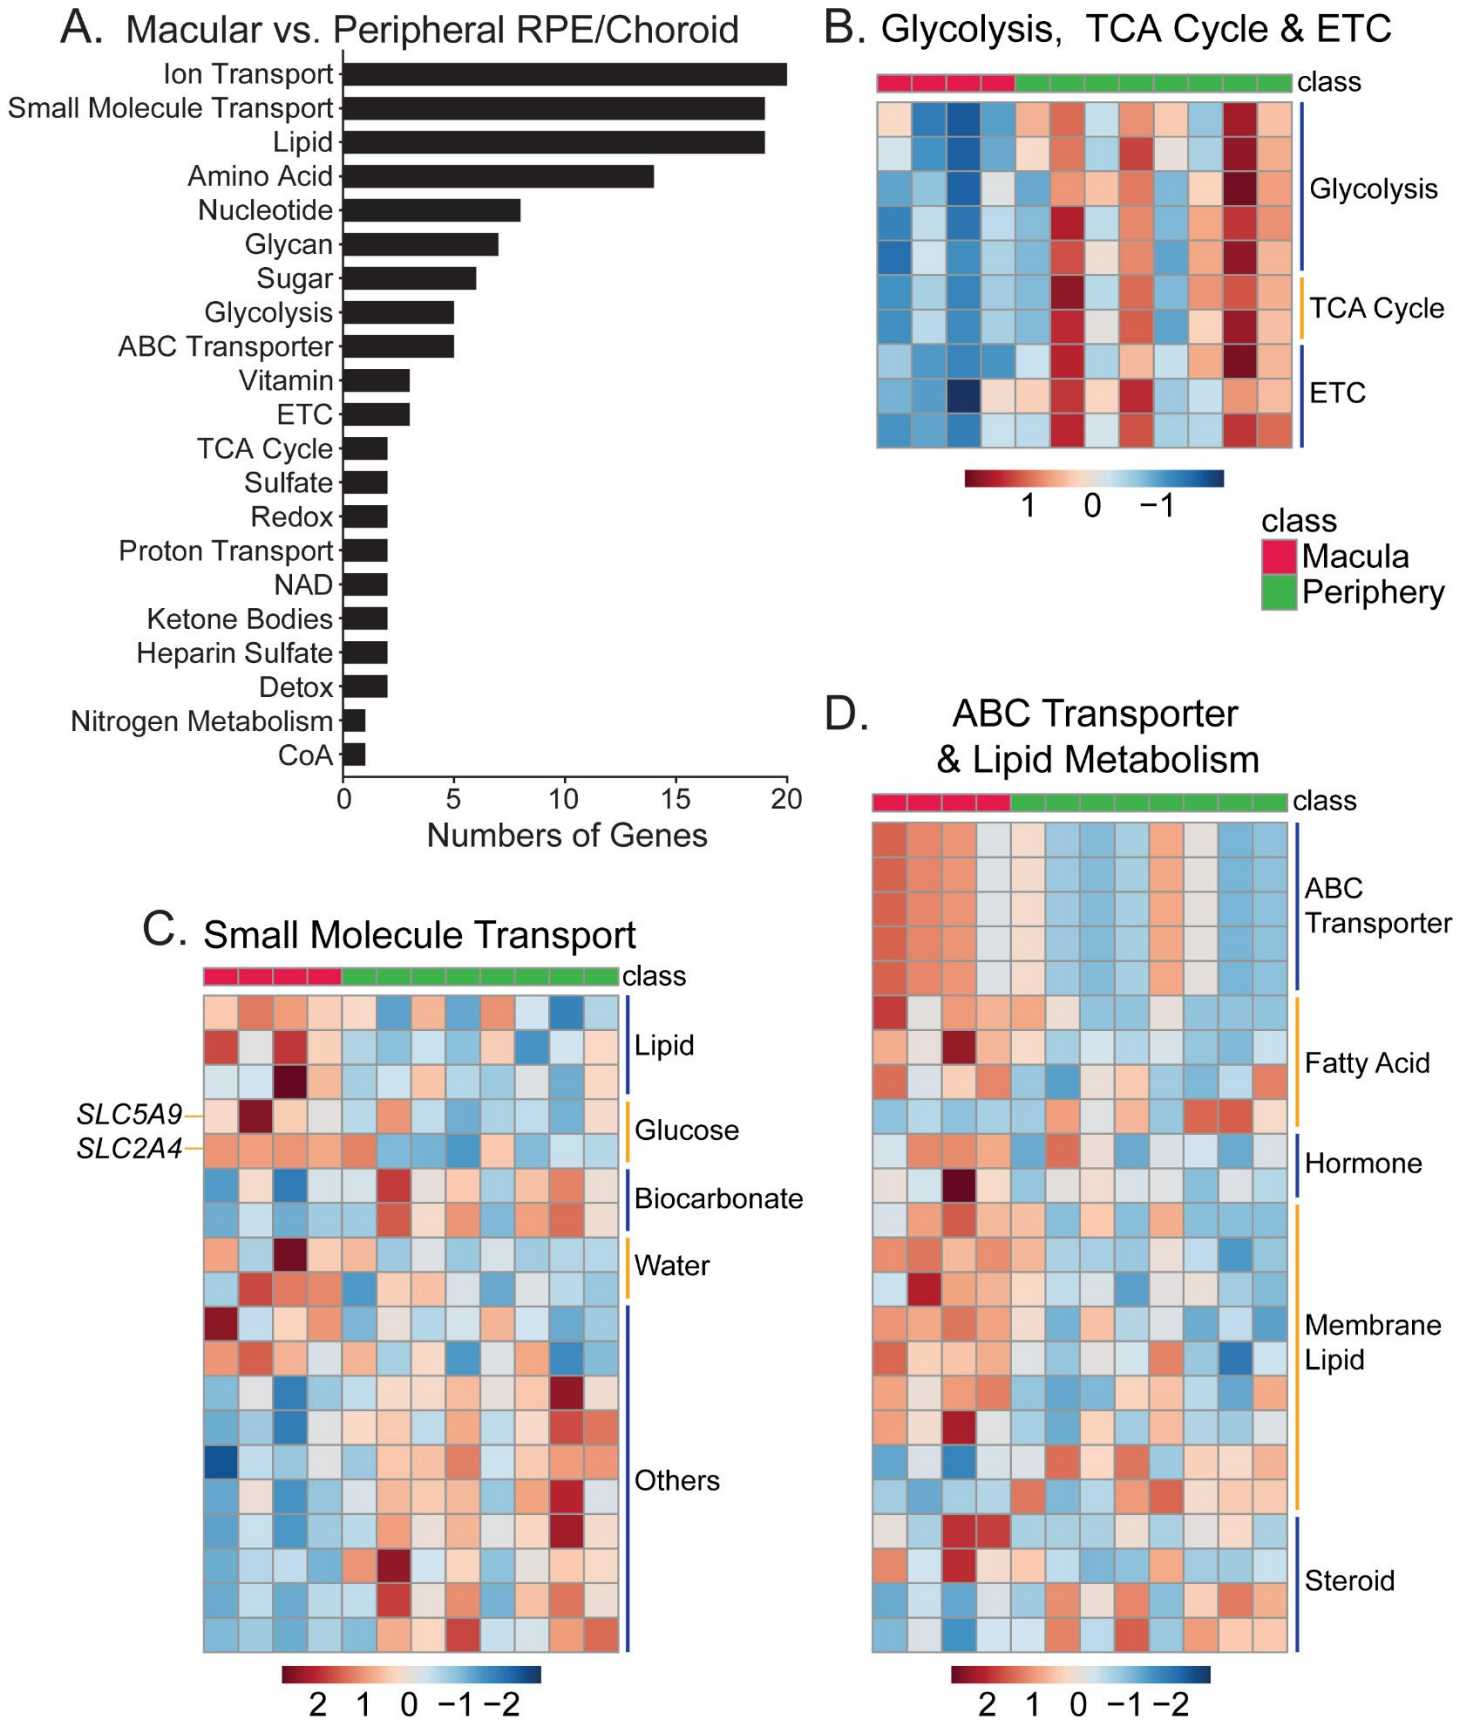 A. Macular vs. Peripheral RPE/Choroid
Ion Transport
Small Molecule Transport
Lipid
Amino Acid
Nucleotide
Glycan
Sugar
Glycolysis
ABC Transporter
Vitamin
ETC
TCA Cycle
Sulfate
Redox
Proton Transport
NAD
Ketone Bodies
Heparin Sulfate
Detox
Nitrogen Metabolism
CoA
0 5 10 15 20
Numbers of Genes
B. Glycolysis, TCA Cycle & ETC
class
Glycolysis
TCA Cycle
ETC
1 0 −1
class
Macula
Periphery
C. Small Molecule Transport
class
Lipid
SLC5A9
Glucose
SLC2A4
Biocarbonate
Water
Others
2 1 0 −1 −2
D. ABC Transporter
& Lipid Metabolism
class
ABC
Transporter
Fatty Acid
Hormone
Membrane
Lipid
Steroid
2 1 0 −1 −2